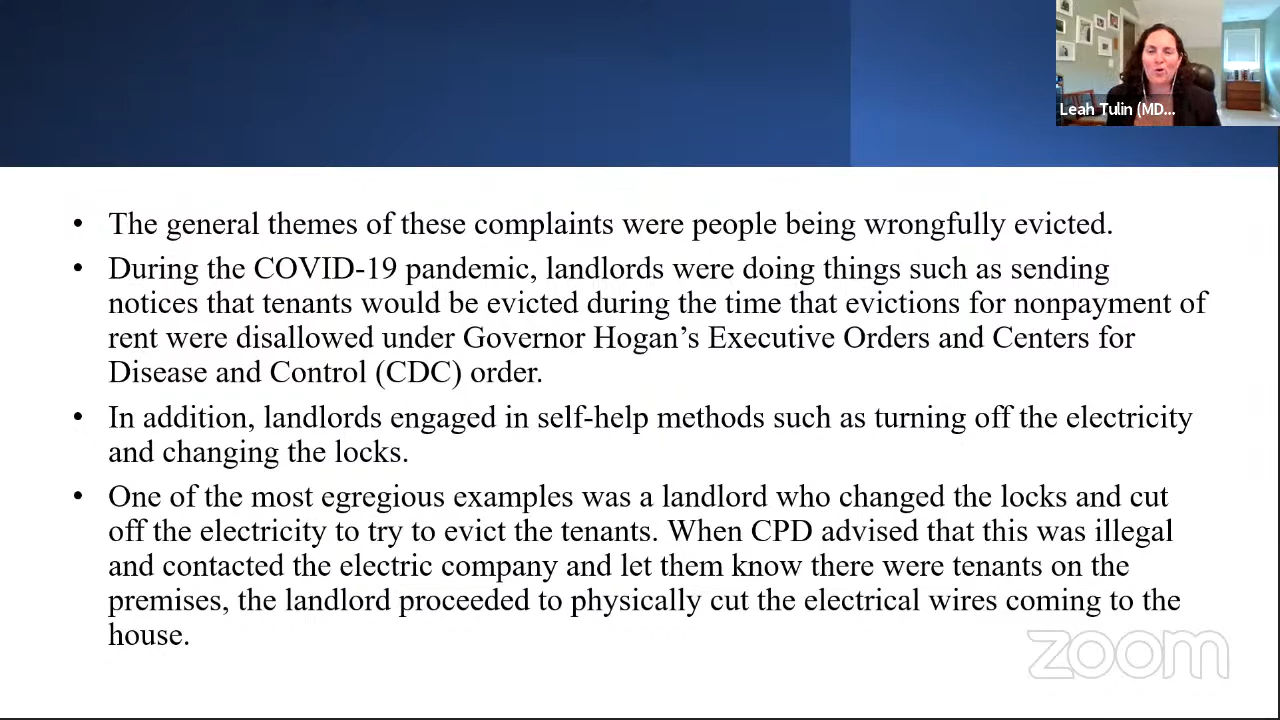 Leah Tulin (MD...
• The general themes of these complaints were people being wrongfully evicted.
• During the COVID-19 pandemic, landlords were doing things such as sending
notices that tenants would be evicted during the time that evictions for nonpayment of
rent were disallowed under Governor Hogan’s Executive Orders and Centers for
Disease and Control (CDC) order.
• In addition, landlords engaged in self-help methods such as turning off the electricity
and changing the locks.
• One of the most egregious examples was a landlord who changed the locks and cut
off the electricity to try to evict the tenants. When CPD advised that this was illegal
and contacted the electric company and let them know there were tenants on the
premises, the landlord proceeded to physically cut the electrical wires coming to the
house.
zoom